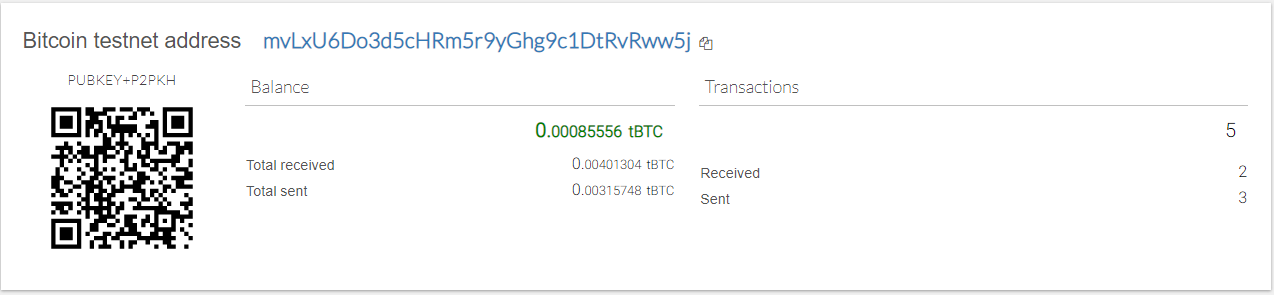 Bitcoin testnet address mvLxU6Do3d5cHRm5r9yGhg9c1DtRvRww5j
PUBKEY+P2PKH
Balance
0.00085556 tBTC
Total received 0.00401304 tBTC
Total sent 0.00315748 tBTC
Transactions
5
Received 2
Sent 3